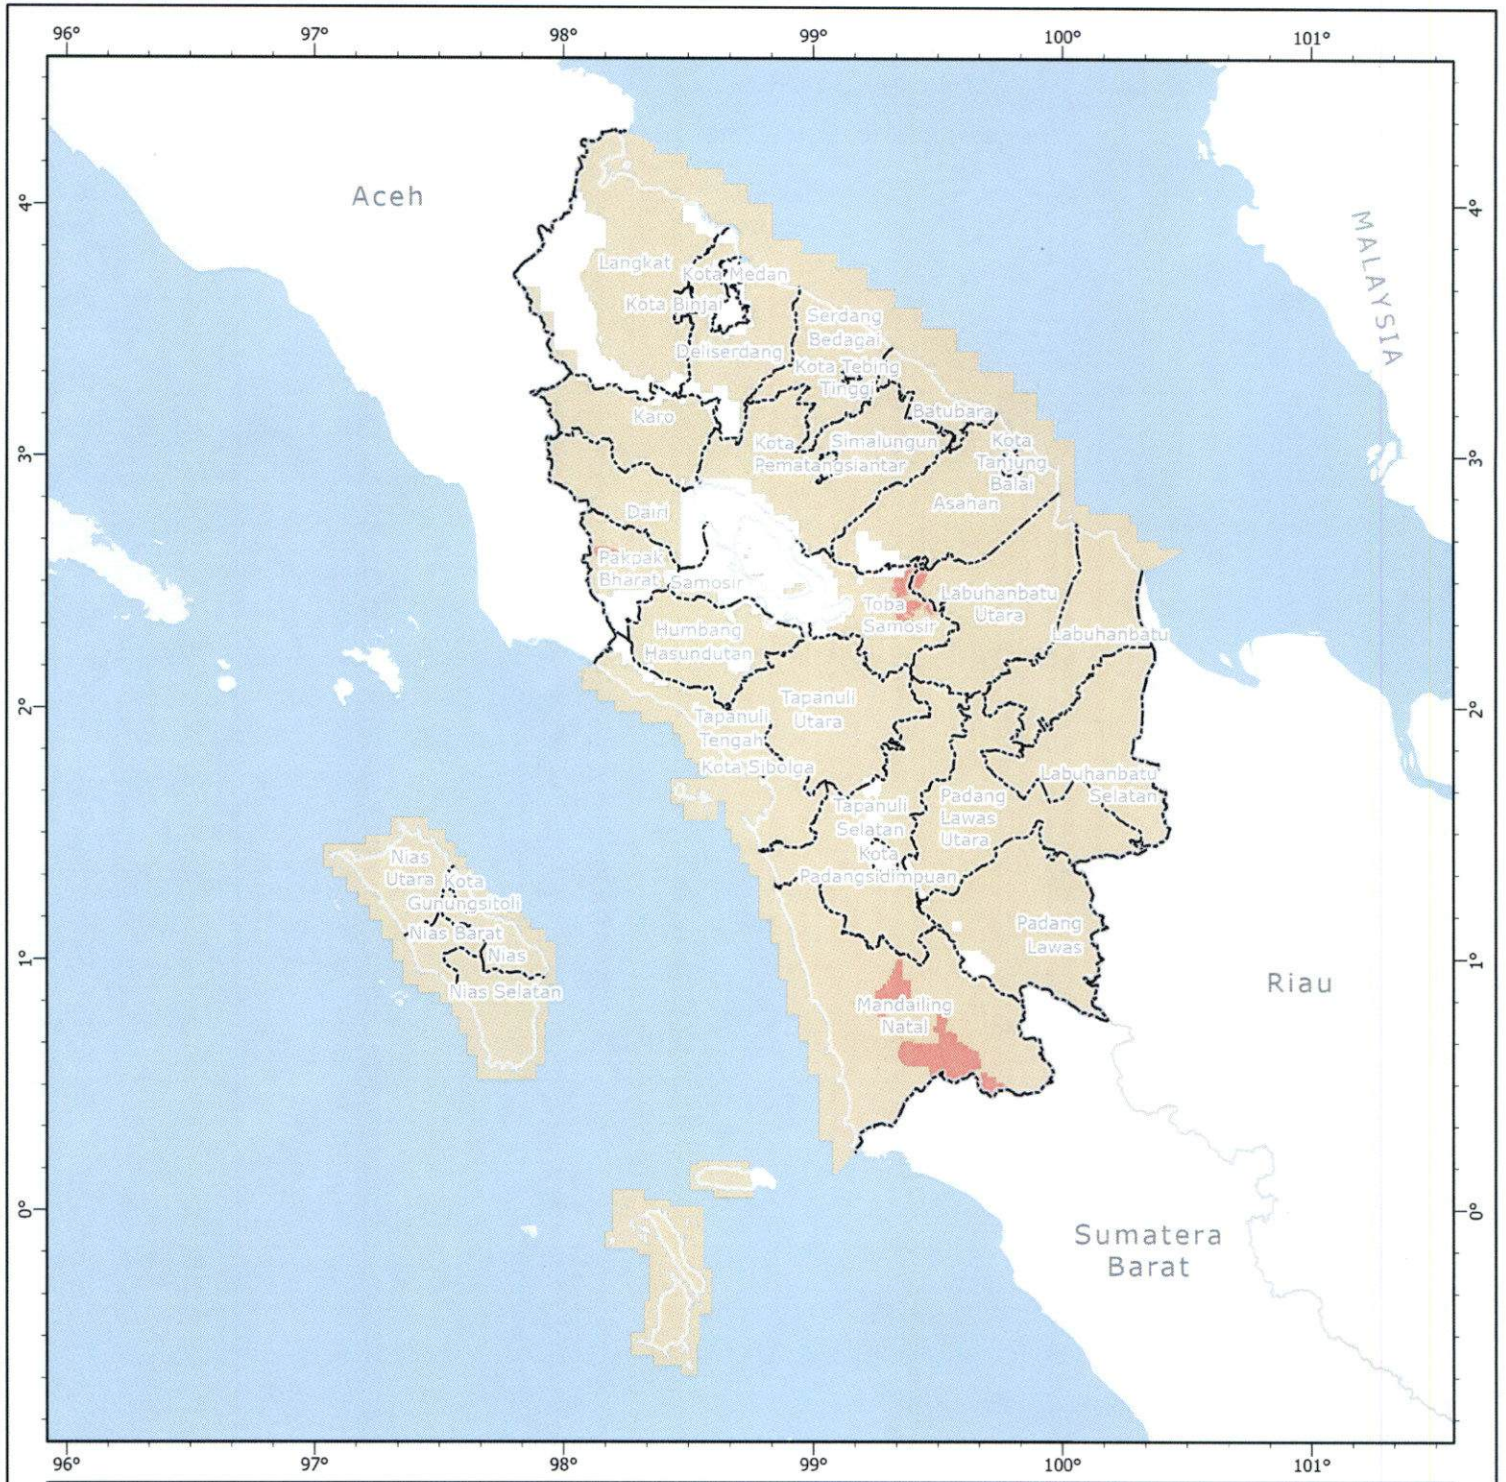 96° 97° 98° 99° 100° 101°
Aceh
4°
4°
MALAYSIA
Langkat
Kota Medan
Kota Binjai
Serdang
Bedagai
Deliserdang
Kota Tebing
Tinggi
Batubara
Karo
Kota
Pematangsiantar
Simalungun
Kota
Tanjung
Balai
3°
3°
Asahan
Dairi
Pakpak
Bharat
Samosir
Toba
Samosir
Labuhanbatu
Utara
Humbang
Hasundutan
Labuhanbatu
2°
2°
Tapanuli
Utara
Tapanuli
Tengah
Kota Sibolga
Labuhanbatu
Selatan
Tapanuli
Selatan
Padang
Lawas
Utara
Kota
Padangsidimpuan
Nias
Utara
Kota
Gunungsitoli
Nias Barat
Nias
Nias Selatan
Padang
Lawas
1°
1°
Riau
Mandailing
Natal
0°
0°
Sumatera
Barat
96° 97° 98° 99° 100° 101°